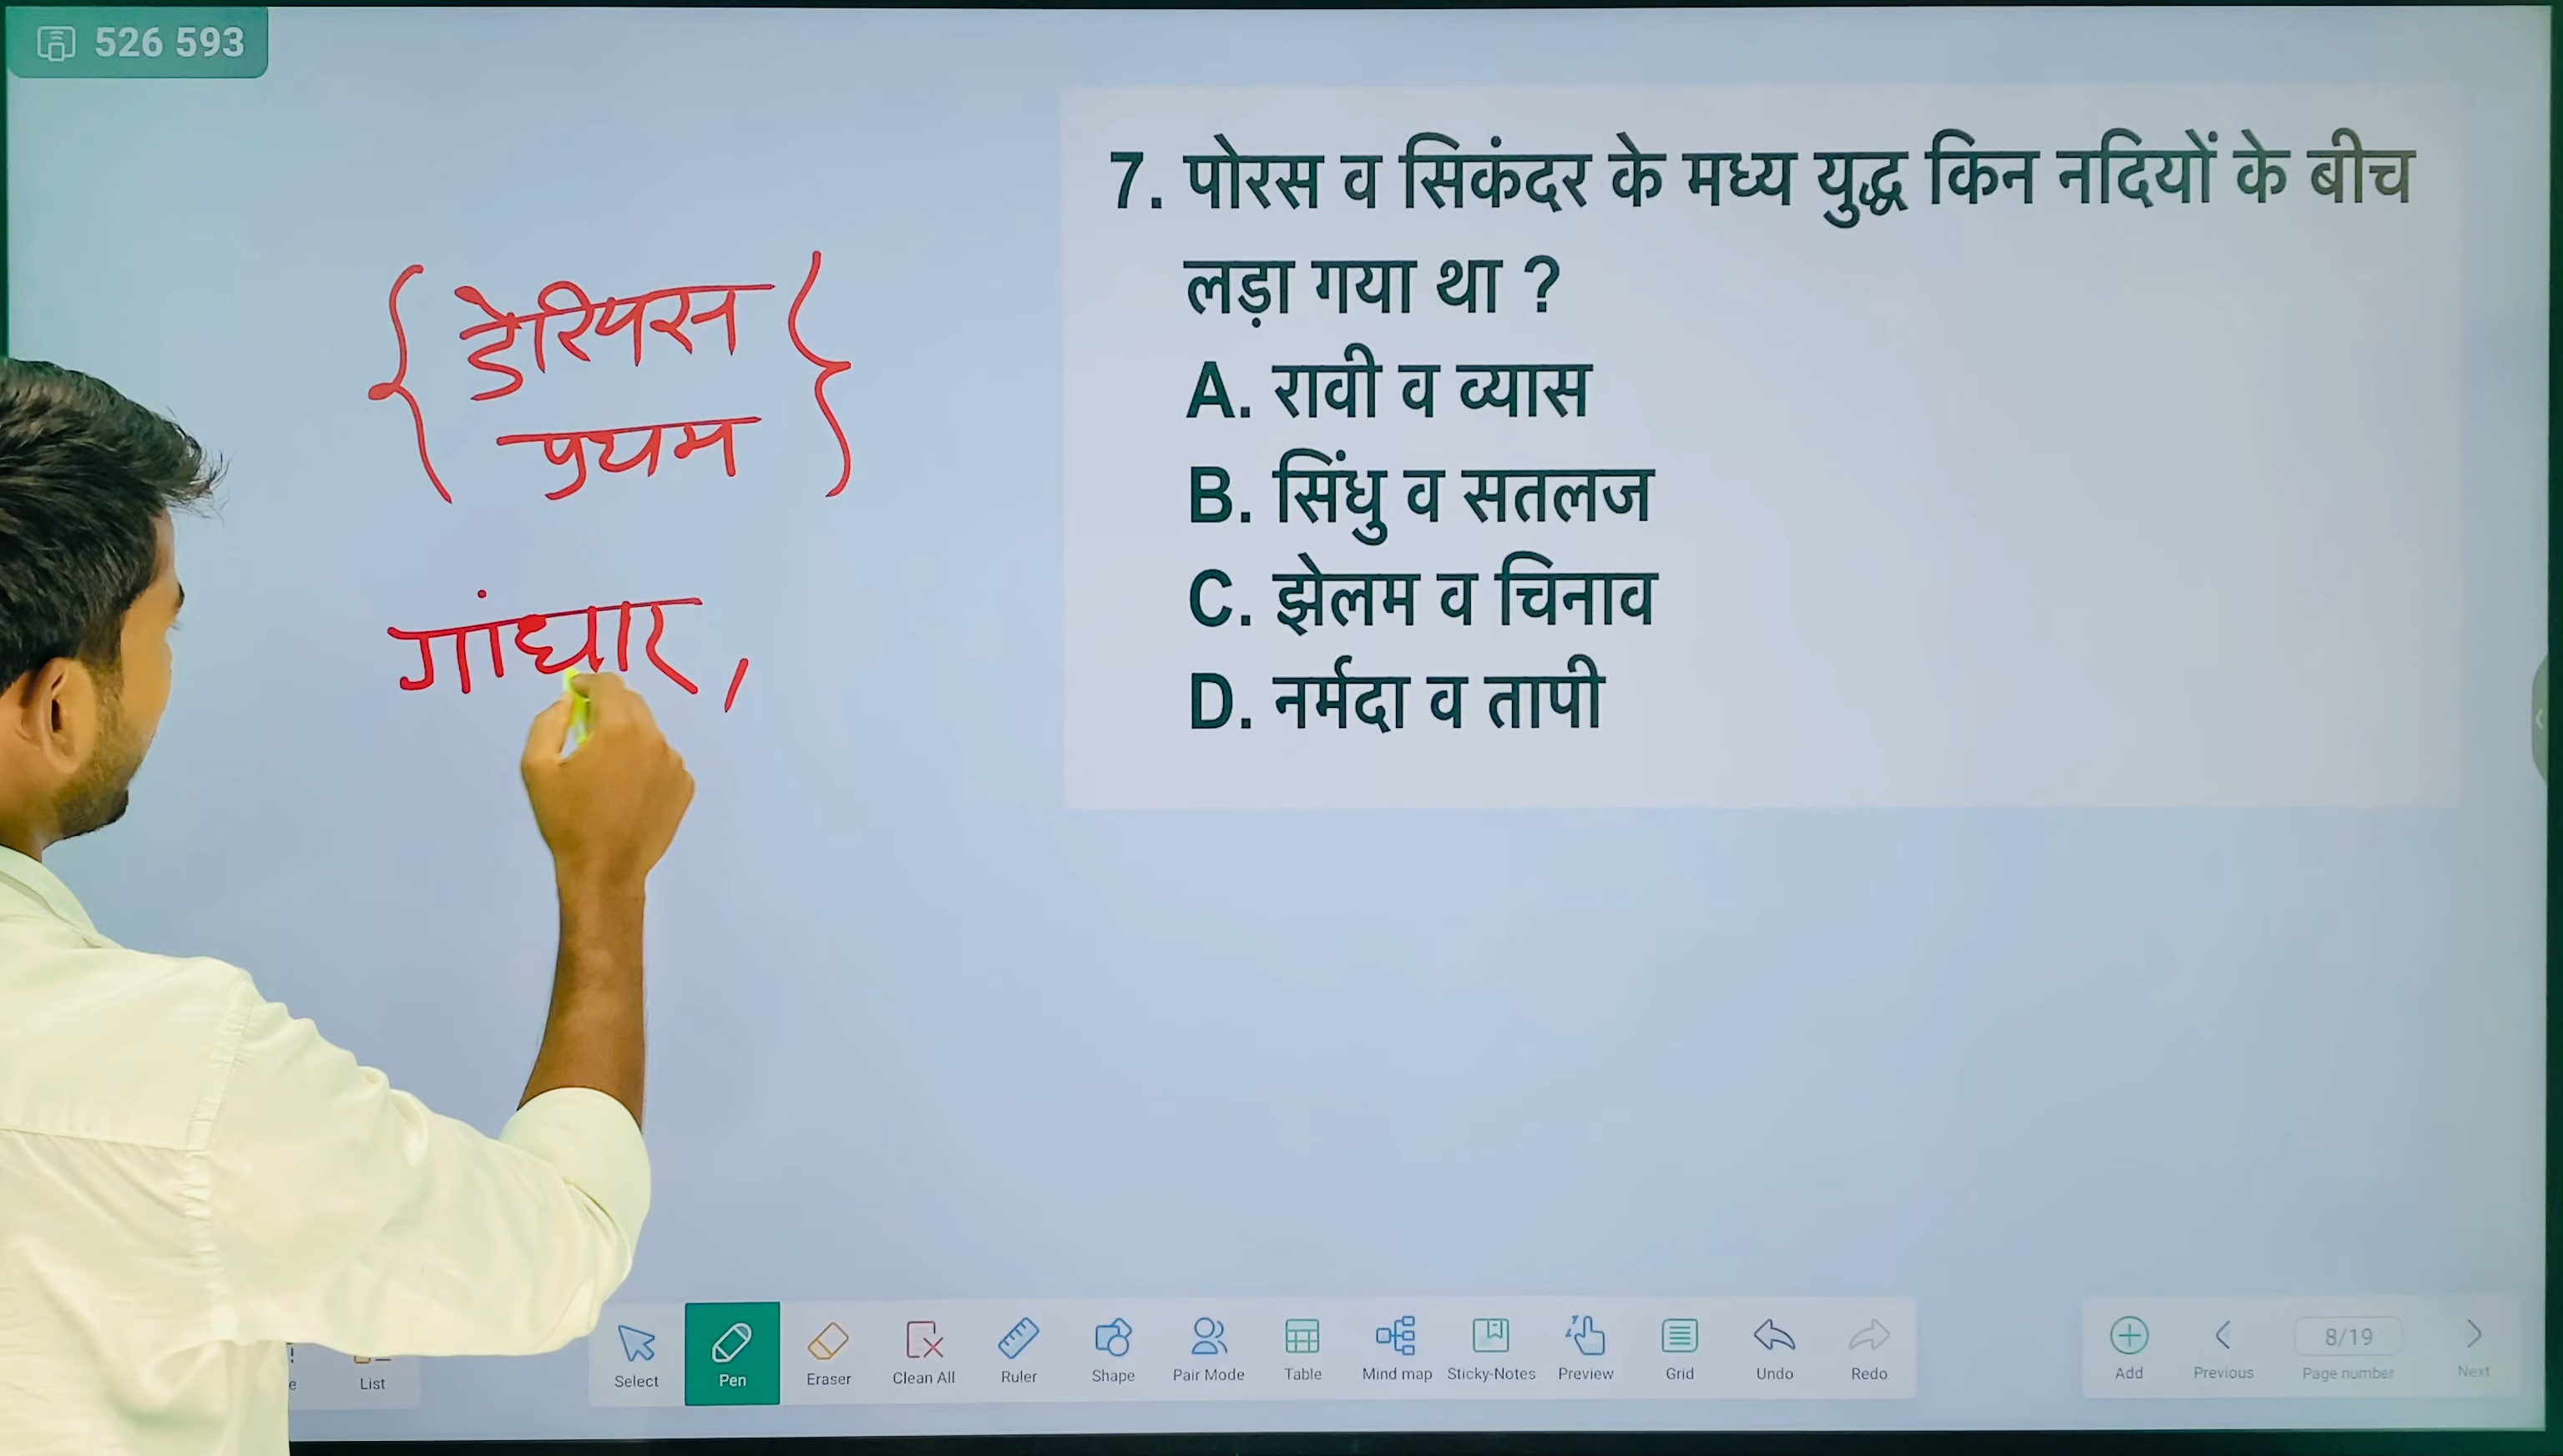 526 593
7. पोरस व सिकंदर के मध्य युद्ध किन नदियों के बीच
लड़ा गया था ?
A. रावी व व्यास
B. सिंधु व सतलज
C. झेलम व चिनाव
D. नर्मदा व तापी
डेरियस
प्रथम
गांधार,
List
Select
Pen
Eraser
Clean All
Ruler
Shape
Pair Mode
Table
Mind map
Sticky-Notes
Preview
Grid
Undo
Redo
Add
Previous
8/19
Page number
Next